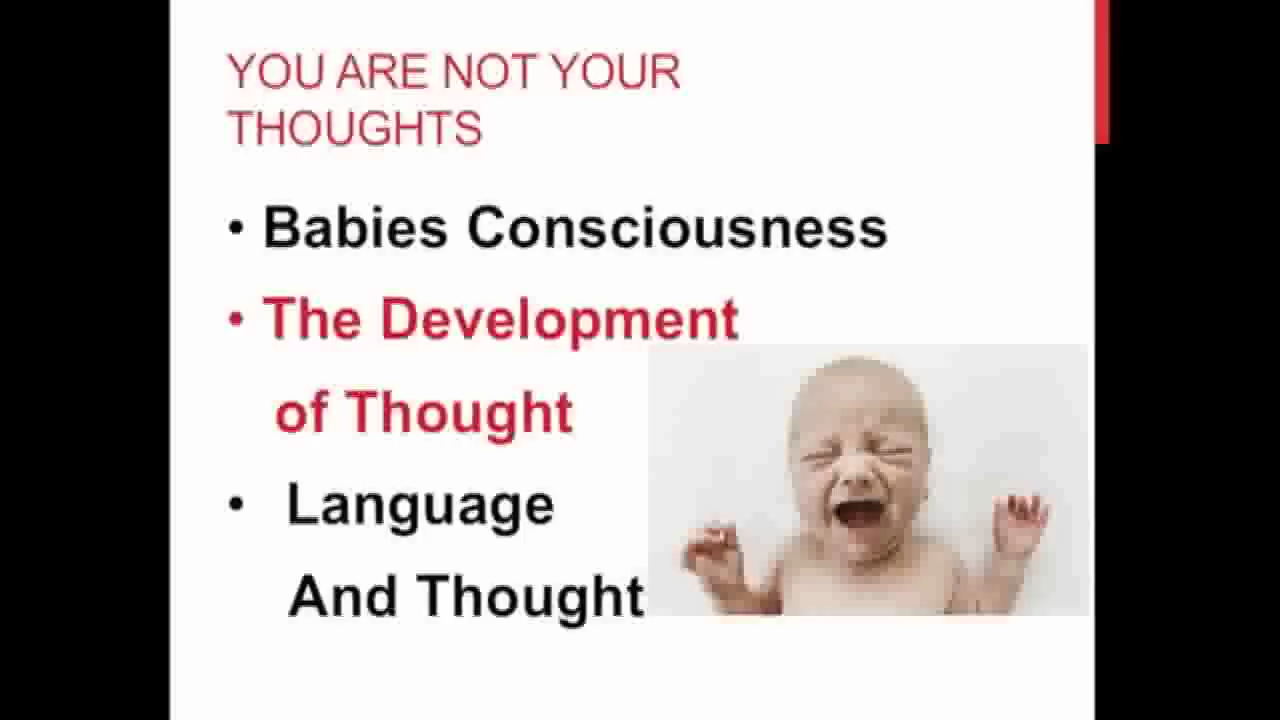 YOU ARE NOT YOUR
THOUGHTS
• Babies Consciousness
• The Development
of Thought
• Language
And Thought